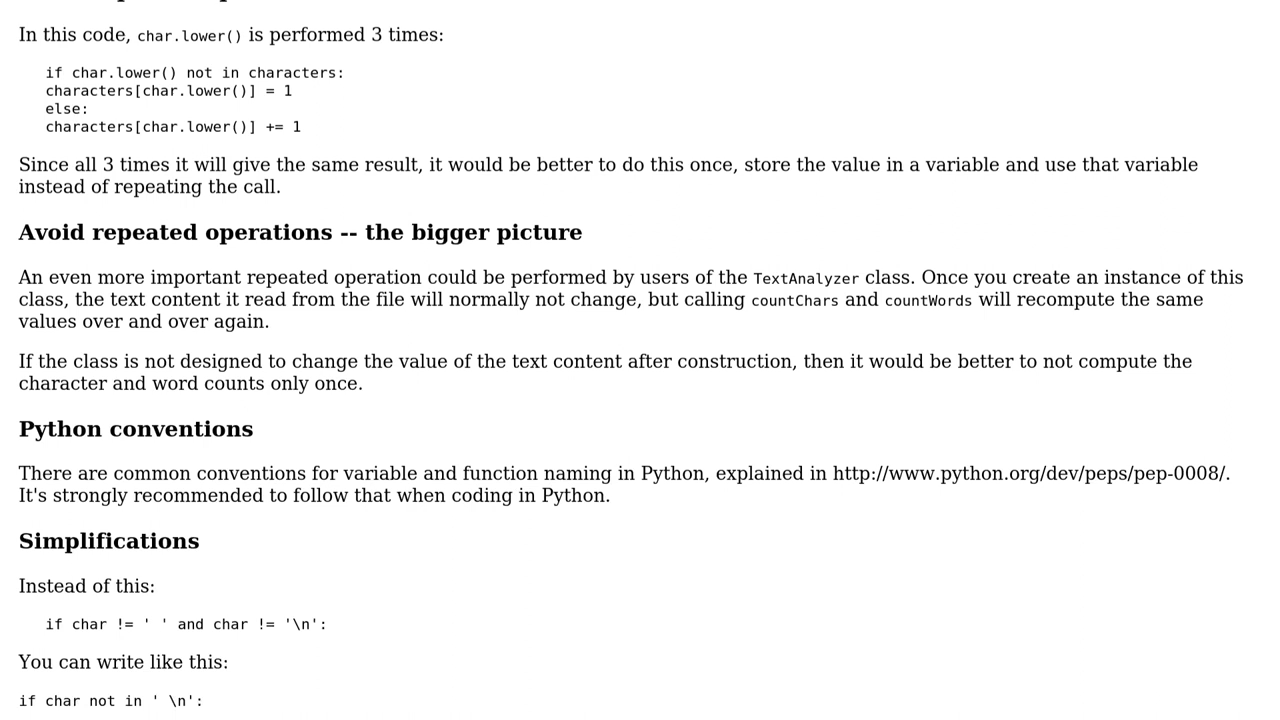 In this code, char.lower() is performed 3 times:
if char.lower() not in characters:
characters[char.lower()] = 1
else:
characters[char.lower()] += 1
Since all 3 times it will give the same result, it would be better to do this once, store the value in a variable and use that variable
instead of repeating the call.
Avoid repeated operations -- the bigger picture
An even more important repeated operation could be performed by users of the TextAnalyzer class. Once you create an instance of this
class, the text content it read from the file will normally not change, but calling countChars and countWords will recompute the same
values over and over again.
If the class is not designed to change the value of the text content after construction, then it would be better to not compute the
character and word counts only once.
Python conventions
There are common conventions for variable and function naming in Python, explained in http://www.python.org/dev/peps/pep-0008/.
It's strongly recommended to follow that when coding in Python.
Simplifications
Instead of this:
if char != ' ' and char != '\n':
You can write like this:
if char not in ' \n':